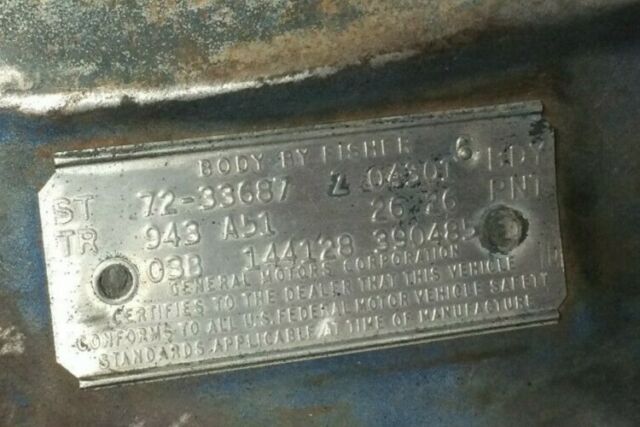 BODY BY FISHER 6
ST 72-33687 Z 04501 BDY
TR 943 A51 26-26 PNT
03B 144128 390485
GENERAL MOTORS CORPORATION
CERTIFIES TO THE DEALER THAT THIS VEHICLE
CONFORMS TO ALL U.S. FEDERAL MOTOR VEHICLE SAFETY
STANDARDS APPLICABLE AT TIME OF MANUFACTURE